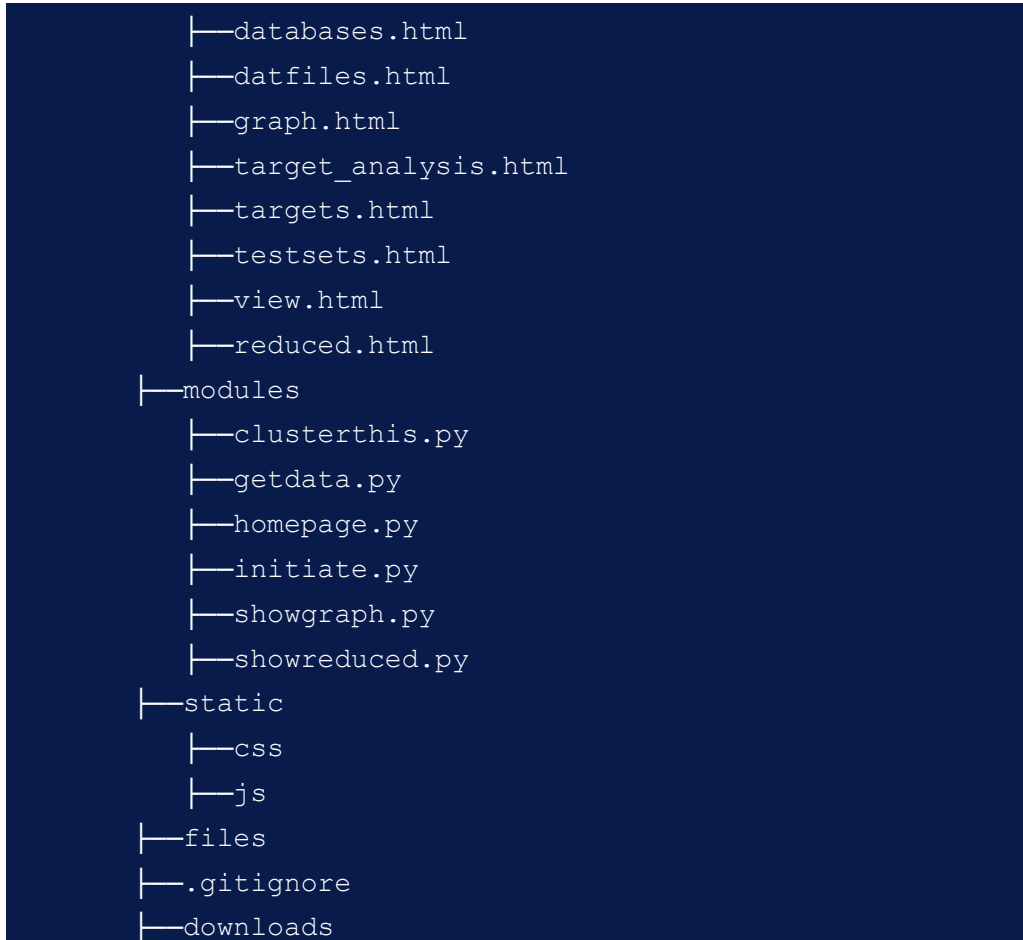 ├──databases.html
├──datfiles.html
├──graph.html
├──target_analysis.html
├──targets.html
├──testsets.html
├──view.html
├──reduced.html
├──modules
├──clusterthis.py
├──getdata.py
├──homepage.py
├──initiate.py
├──showgraph.py
├──showreduced.py
├──static
├──css
├──js
├──files
├──.gitignore
├──downloads